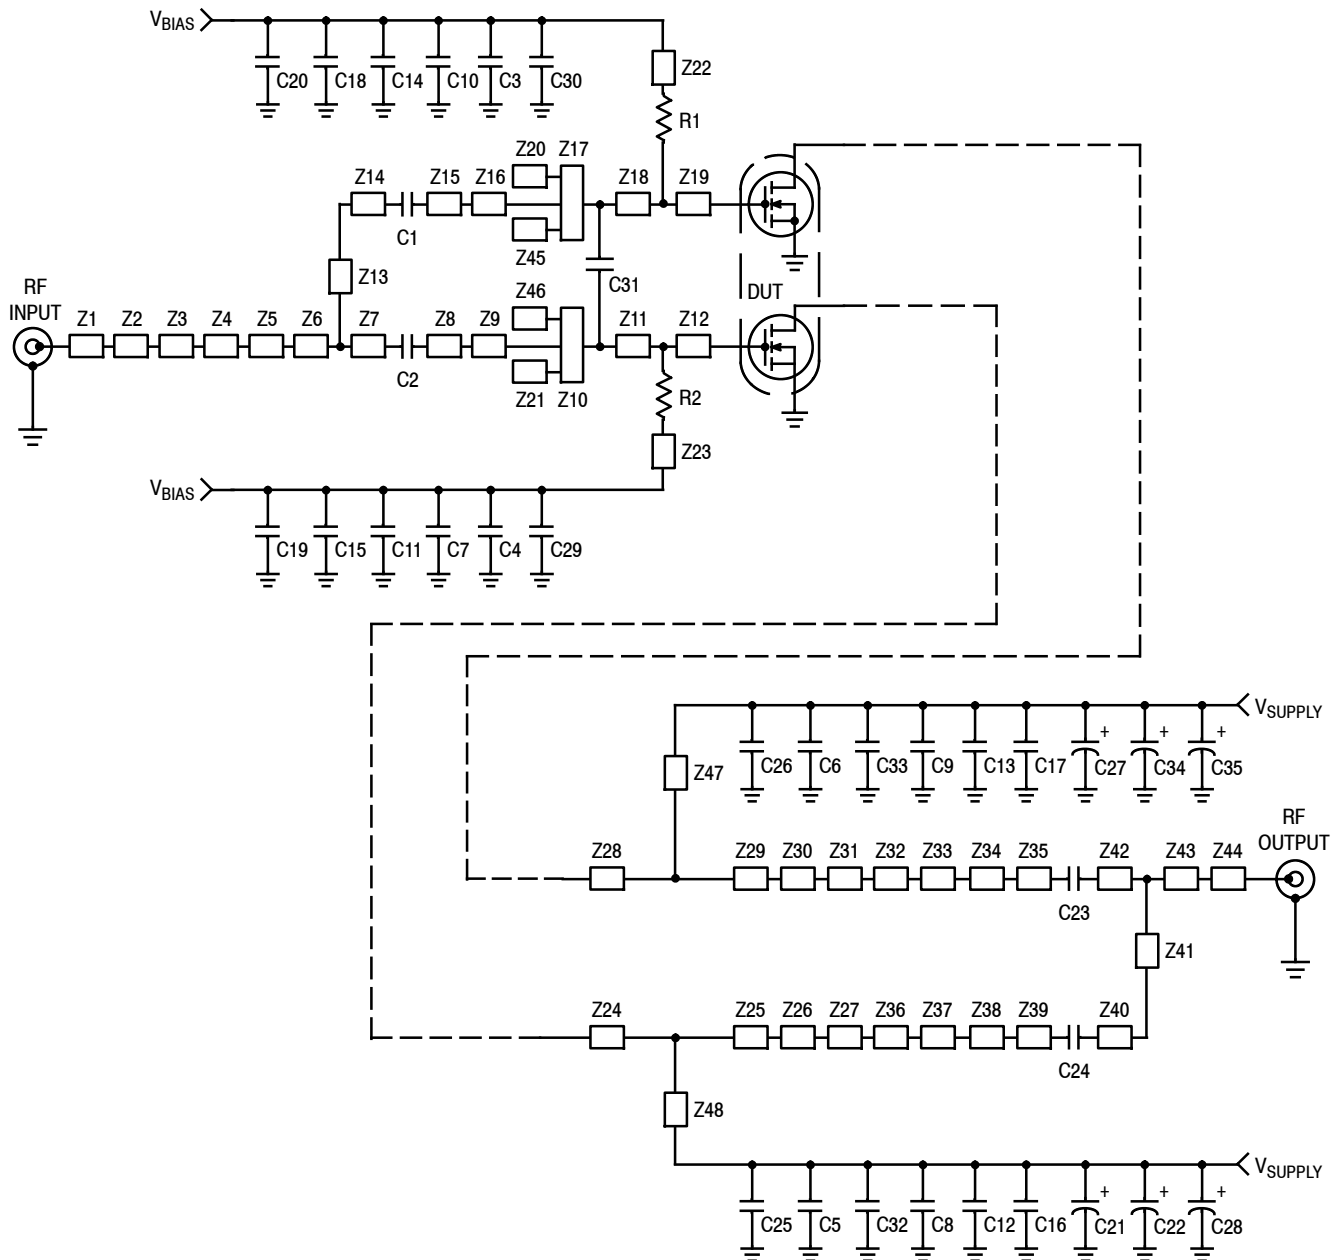 VBIAS
C20 C18 C14 C10 C3 C30
Z22
R1
Z20 Z17
Z14 Z15 Z16 Z18 Z19
C1
Z45
Z13
C31
RF
INPUT
Z46
DUT
Z1 Z2 Z3 Z4 Z5 Z6 Z7 Z8 Z9 Z11 Z12
C2
Z21 Z10
R2
Z23
VBIAS
C19 C15 C11 C7 C4 C29
VSUPPLY
+ + +
Z47
C26 C6 C33 C9 C13 C17 C27 C34 C35
RF
OUTPUT
Z28 Z29 Z30 Z31 Z32 Z33 Z34 Z35 Z42 Z43 Z44
C23
Z41
Z24 Z25 Z26 Z27 Z36 Z37 Z38 Z39 Z40
C24
Z48
VSUPPLY
+ + +
C25 C5 C32 C8 C12 C16 C21 C22 C28